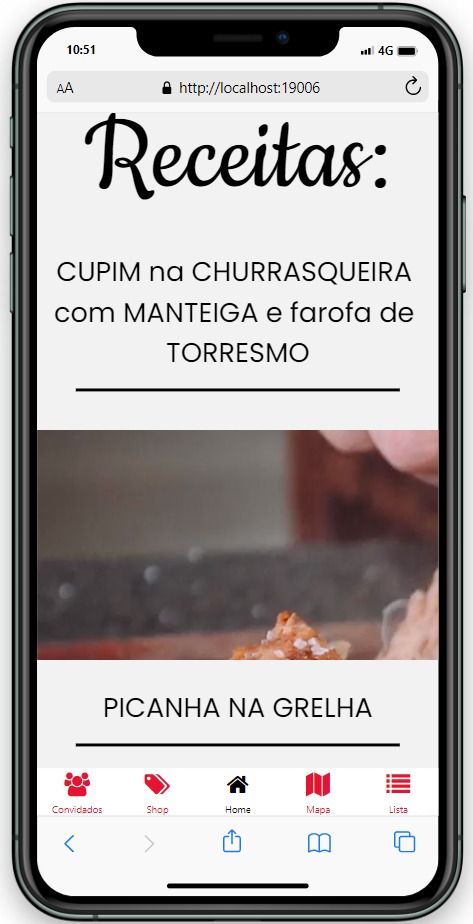 10:51
4G
AA
http://localhost:19006
Receitas:
CUPIM na CHURRASQUEIRA
com MANTEIGA e farofa de
TORRESMO
PICANHA NA GRELHA
Convidados
Shop
Home
Mapa
Lista